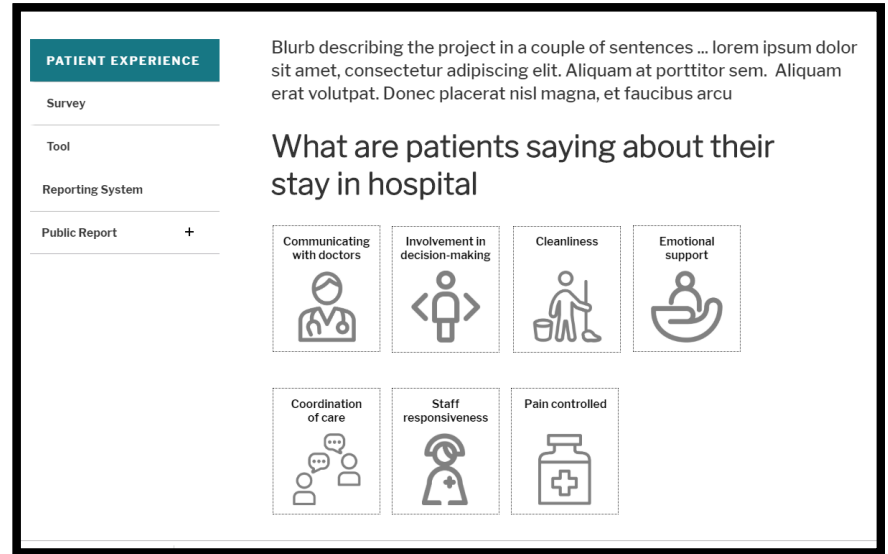 PATIENT EXPERIENCE
Survey
Tool
Reporting System
Public Report +
Blurb describing the project in a couple of sentences ... lorem ipsum dolor
sit amet, consectetur adipiscing elit. Aliquam at porttitor sem.  Aliquam
erat volutpat. Donec placerat nisl magna, et faucibus arcu
What are patients saying about their
stay in hospital
Communicating
with doctors
Involvement in
decision-making
Cleanliness
Emotional
support
Coordination
of care
Staff
responsiveness
Pain controlled